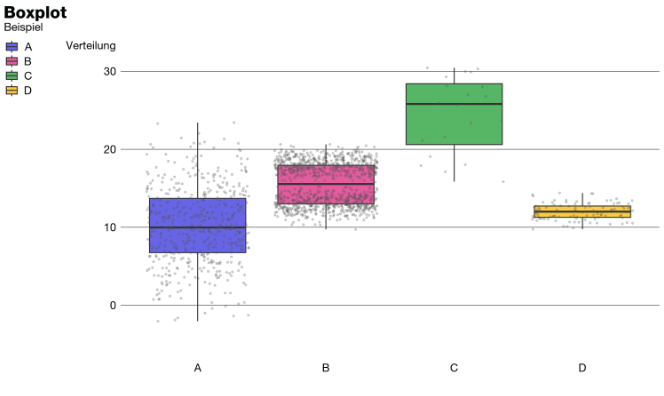 Boxplot
Beispiel
A
B
C
D
Verteilung
30
20
10
0
A B C D